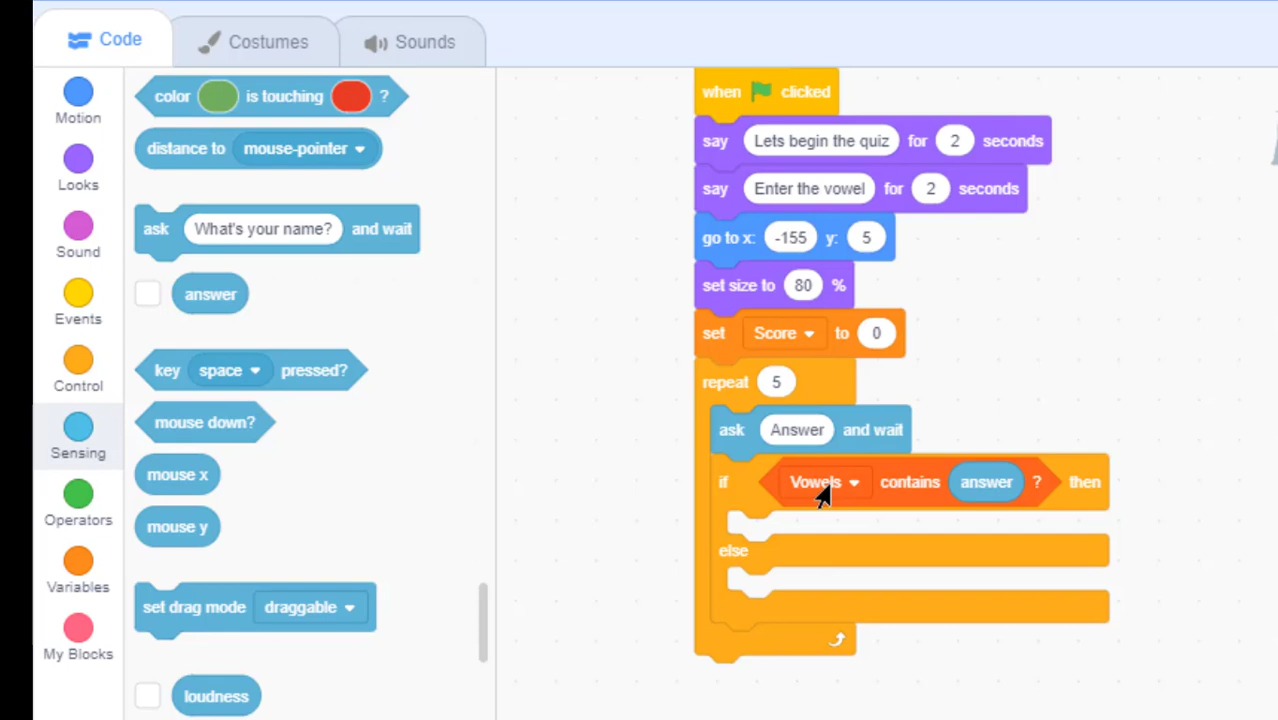 Code
Costumes
Sounds
Motion
Looks
Sound
Events
Control
Sensing
Operators
Variables
My Blocks
color is touching ?
distance to mouse-pointer
ask What's your name? and wait
answer
key space pressed?
mouse down?
mouse x
mouse y
set drag mode draggable
loudness
when clicked
say Lets begin the quiz for 2 seconds
say Enter the vowel for 2 seconds
go to x: -155 y: 5
set size to 80 %
set Score to 0
repeat 5
ask Answer and wait
if Vowels contains answer ? then
else